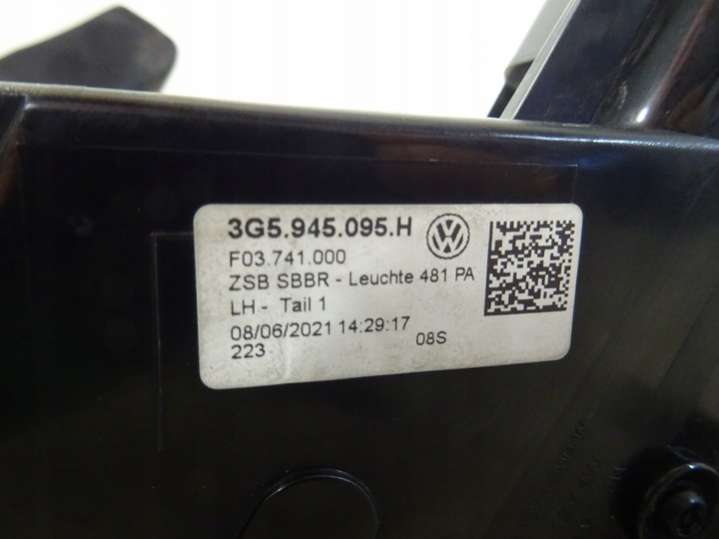 3G5.945.095.H
F03.741.000
ZSB SBBR - Leuchte 481 PA
LH - Tail 1
08/06/2021 14:29:17
223 08S